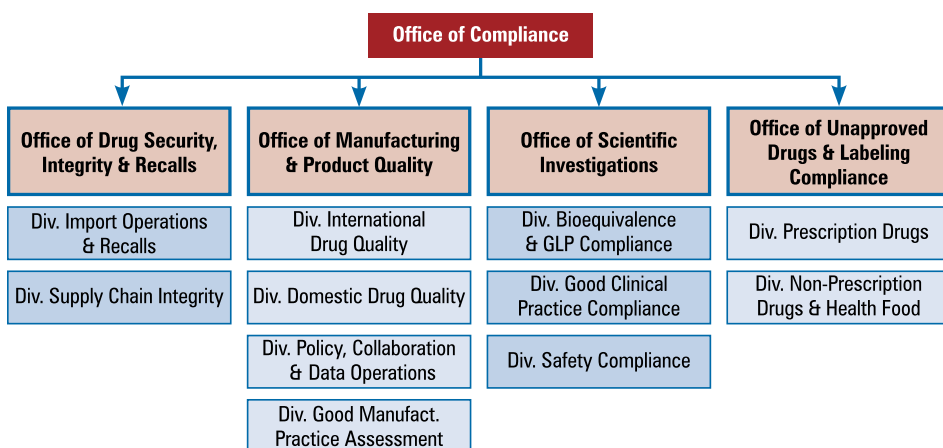 Office of Compliance
Office of Drug Security,
Integrity & Recalls
Div. Import Operations
& Recalls
Div. Supply Chain Integrity
Office of Manufacturing
& Product Quality
Div. International
Drug Quality
Div. Domestic Drug Quality
Div. Policy, Collaboration
& Data Operations
Div. Good Manufact.
Practice Assessment
Office of Scientific
Investigations
Div. Bioequivalence
& GLP Compliance
Div. Good Clinical
Practice Compliance
Div. Safety Compliance
Office of Unapproved
Drugs & Labeling
Compliance
Div. Prescription Drugs
Div. Non-Prescription
Drugs & Health Food